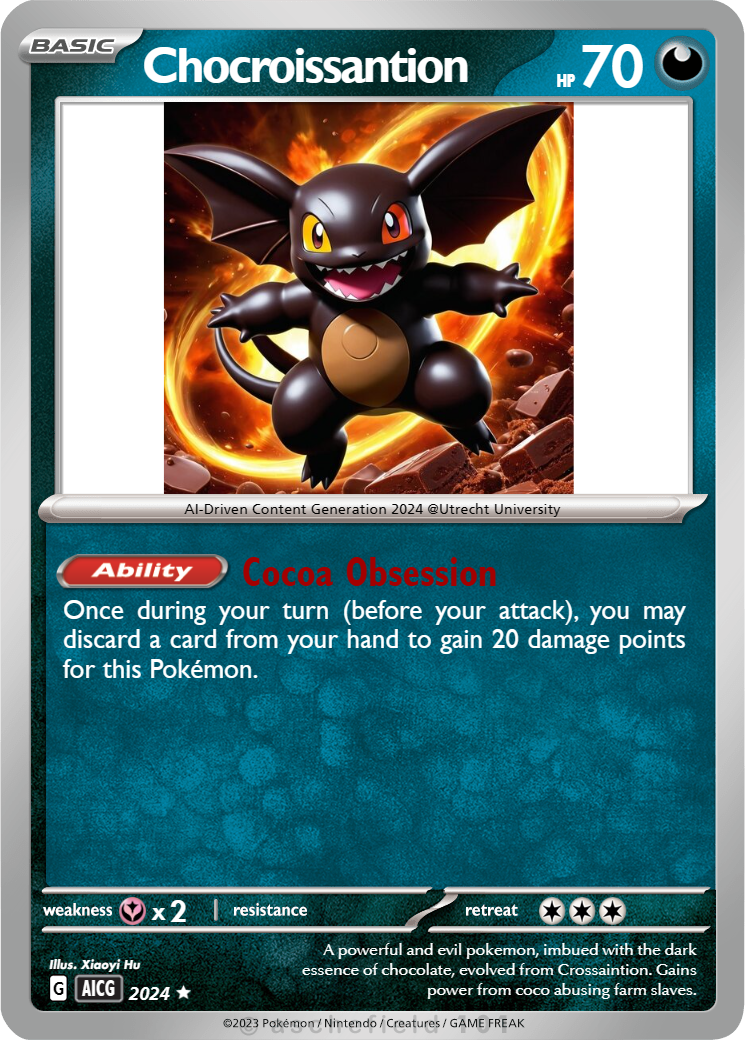 BASIC
Chocroissantion
HP 70
AI-Driven Content Generation 2024 @Utrecht University
Ability Cocoa Obsession
Once during your turn (before your attack), you may
discard a card from your hand to gain 20 damage points
for this Pokémon.
weakness x 2 resistance retreat
Illus. Xiaoyi Hu
G AICG 2024
A powerful and evil pokemon, imbued with the dark
essence of chocolate, evolved from Crossaintion. Gains
power from coco abusing farm slaves.
©2023 Pokémon / Nintendo / Creatures / GAME FREAK